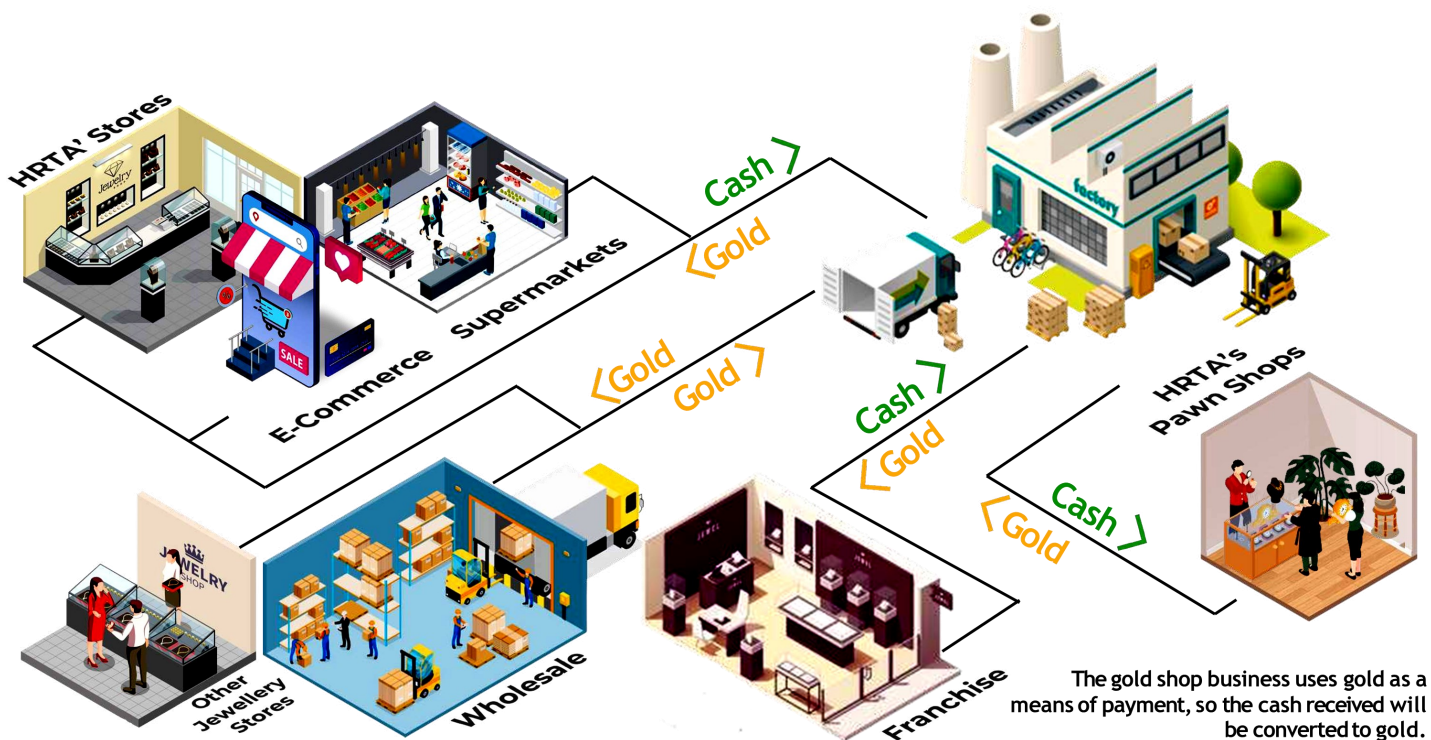 HRTA' Stores
Jewelry
E-Commerce
SALE
Supermarkets
Cash >
< Gold
factory
< Gold
Gold >
Cash >
< Gold
HRTA's
Pawn Shops
< Gold
Cash >
JEWELRY
SHOP
Other
Jewellery
Stores
Wholesale
JEWEL
JEWEL
Franchise
The gold shop business uses gold as a
means of payment, so the cash received will
be converted to gold.